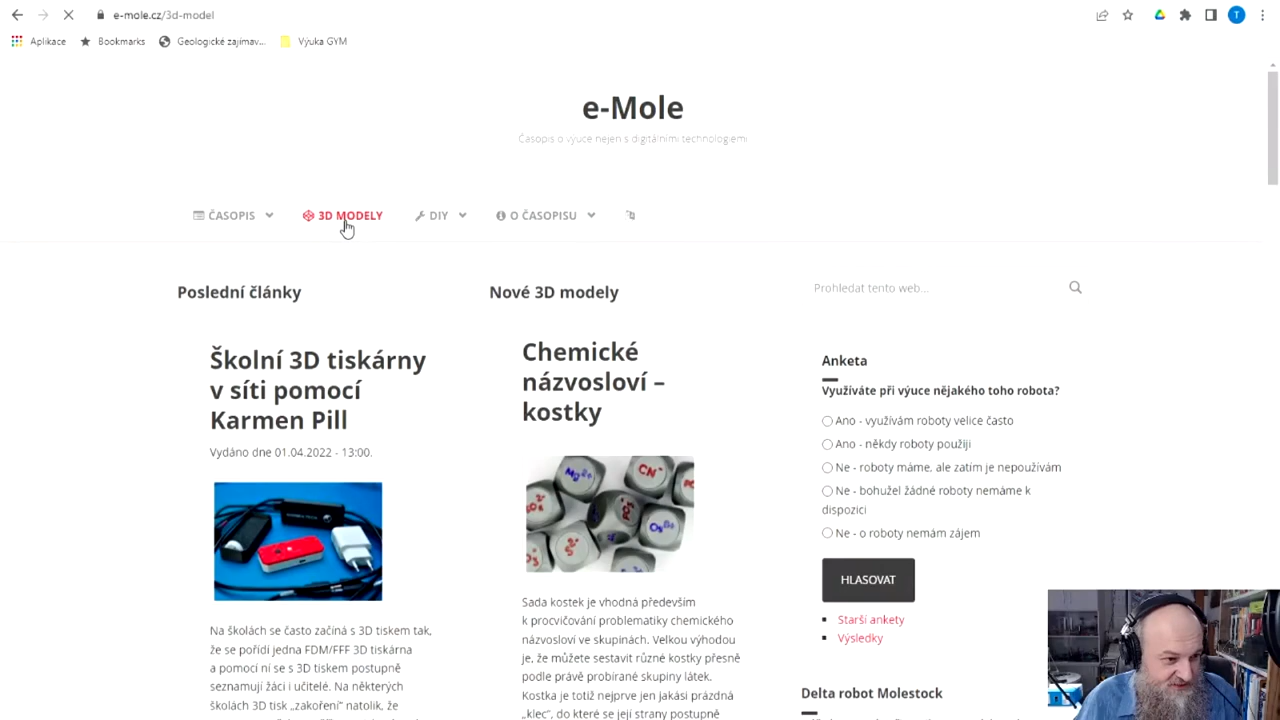 e-mole.cz/3d-model
T
Aplikace
Bookmarks
Geologické zajímav...
Výuka GYM
e-Mole
Časopis o výuce nejen s digitálními technologiemi
ČASOPIS
3D MODELY
DIY
O ČASOPISU
Poslední články
Školní 3D tiskárny
v síti pomocí
Karmen Pill
Vydáno dne 01.04.2022 - 13:00.
Na školách se často začíná s 3D tiskem tak,
že se pořídí jedna FDM/FFF 3D tiskárna
a pomocí ní se s 3D tiskem postupně
seznamují žáci i učitelé. Na některých
školách 3D tisk „zakoření" natolik, že
Nové 3D modely
Chemické
názvosloví –
kostky
Mg²⁺
CN⁻
Sada kostek je vhodná především
k procvičování problematiky chemického
názvosloví ve skupinách. Velkou výhodou
je, že můžete sestavit různé kostky přesně
podle právě probírané skupiny látek.
Kostka je totiž nejprve jen jakási prázdná
„klec", do které se její strany postupně
Prohledat tento web...
Anketa
Využíváte při výuce nějakého toho robota?
Ano - využívám roboty velice často
Ano - někdy roboty použiji
Ne - roboty máme, ale zatím je nepoužívám
Ne - bohužel žádné roboty nemáme k
dispozici
Ne - o roboty nemám zájem
HLASOVAT
Starší ankety
Výsledky
Delta robot Molestock